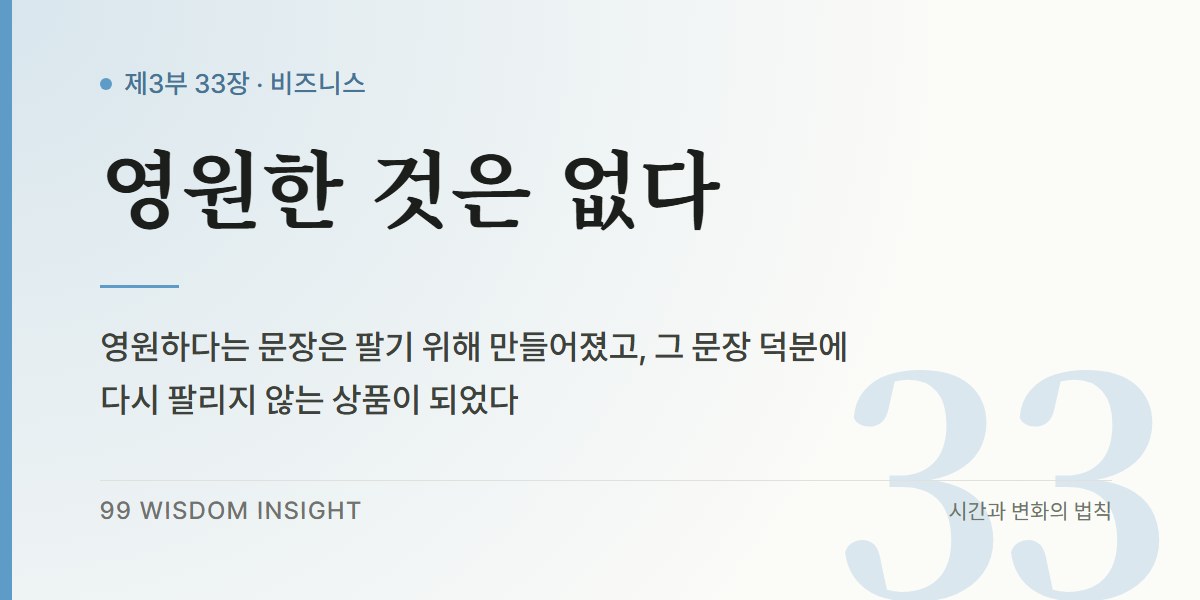 제3부 33장 · 비즈니스
영원한 것은 없다
영원하다는 문장은 팔기 위해 만들어졌고, 그 문장 덕분에
다시 팔리지 않는 상품이 되었다
99 WISDOM INSIGHT
시간과 변화의 법칙
33